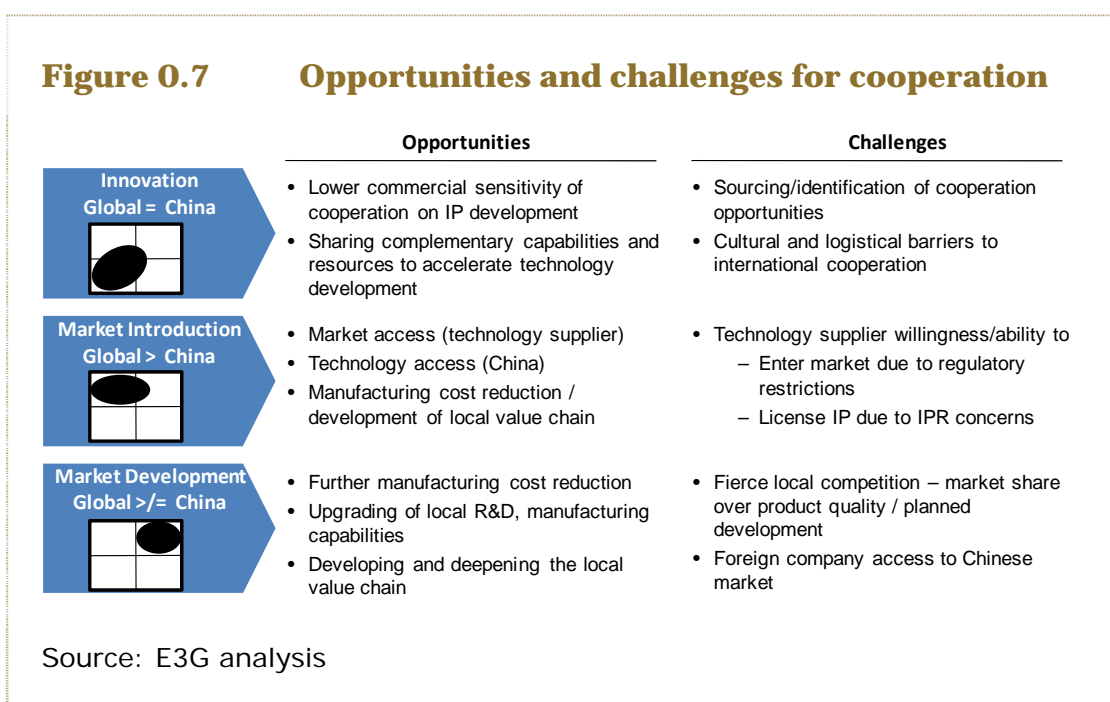 Figure 0.7 Opportunities and challenges for cooperation
Opportunities
Challenges
Innovation
Global = China
• Lower commercial sensitivity of
cooperation on IP development
• Sharing complementary capabilities and
resources to accelerate technology
development
• Sourcing/identification of cooperation
opportunities
• Cultural and logistical barriers to
international cooperation
Market Introduction
Global > China
• Market access (technology supplier)
• Technology access (China)
• Manufacturing cost reduction /
development of local value chain
• Technology supplier willingness/ability to
– Enter market due to regulatory
restrictions
– License IP due to IPR concerns
Market Development
Global >/= China
• Further manufacturing cost reduction
• Upgrading of local R&D, manufacturing
capabilities
• Developing and deepening the local
value chain
• Fierce local competition – market share
over product quality / planned
development
• Foreign company access to Chinese
market
Source: E3G analysis